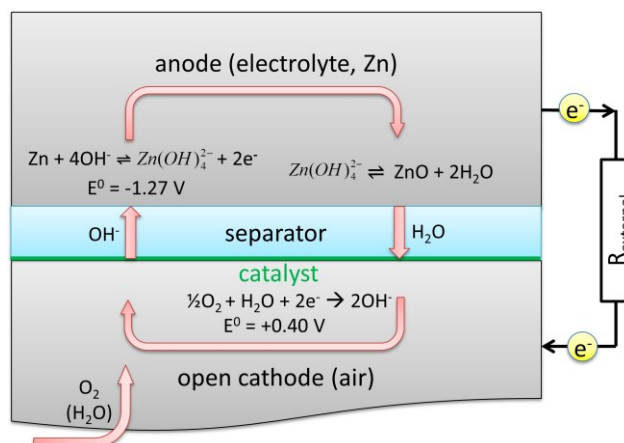 anode (electrolyte, Zn)
e⁻
Zn + 4OH⁻ ⇌ Zn(OH)₄²⁻ + 2e⁻
E⁰ = -1.27 V
Zn(OH)₄²⁻ ⇌ ZnO + 2H₂O
Rexternal
OH⁻
separator
H₂O
catalyst
½O₂ + H₂O + 2e⁻ → 2OH⁻
E⁰ = +0.40 V
e⁻
open cathode (air)
O₂
(H₂O)